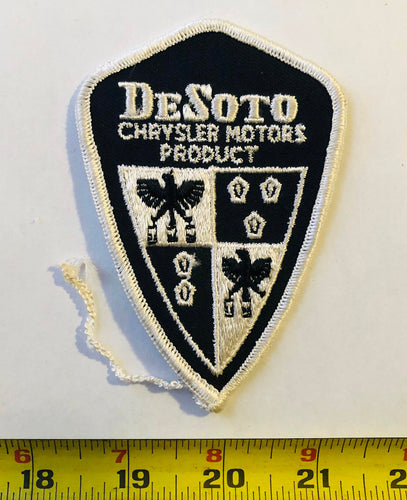 DESOTO
CHRYSLER MOTORS
PRODUCT
6 7 8 9
18 19 20 21